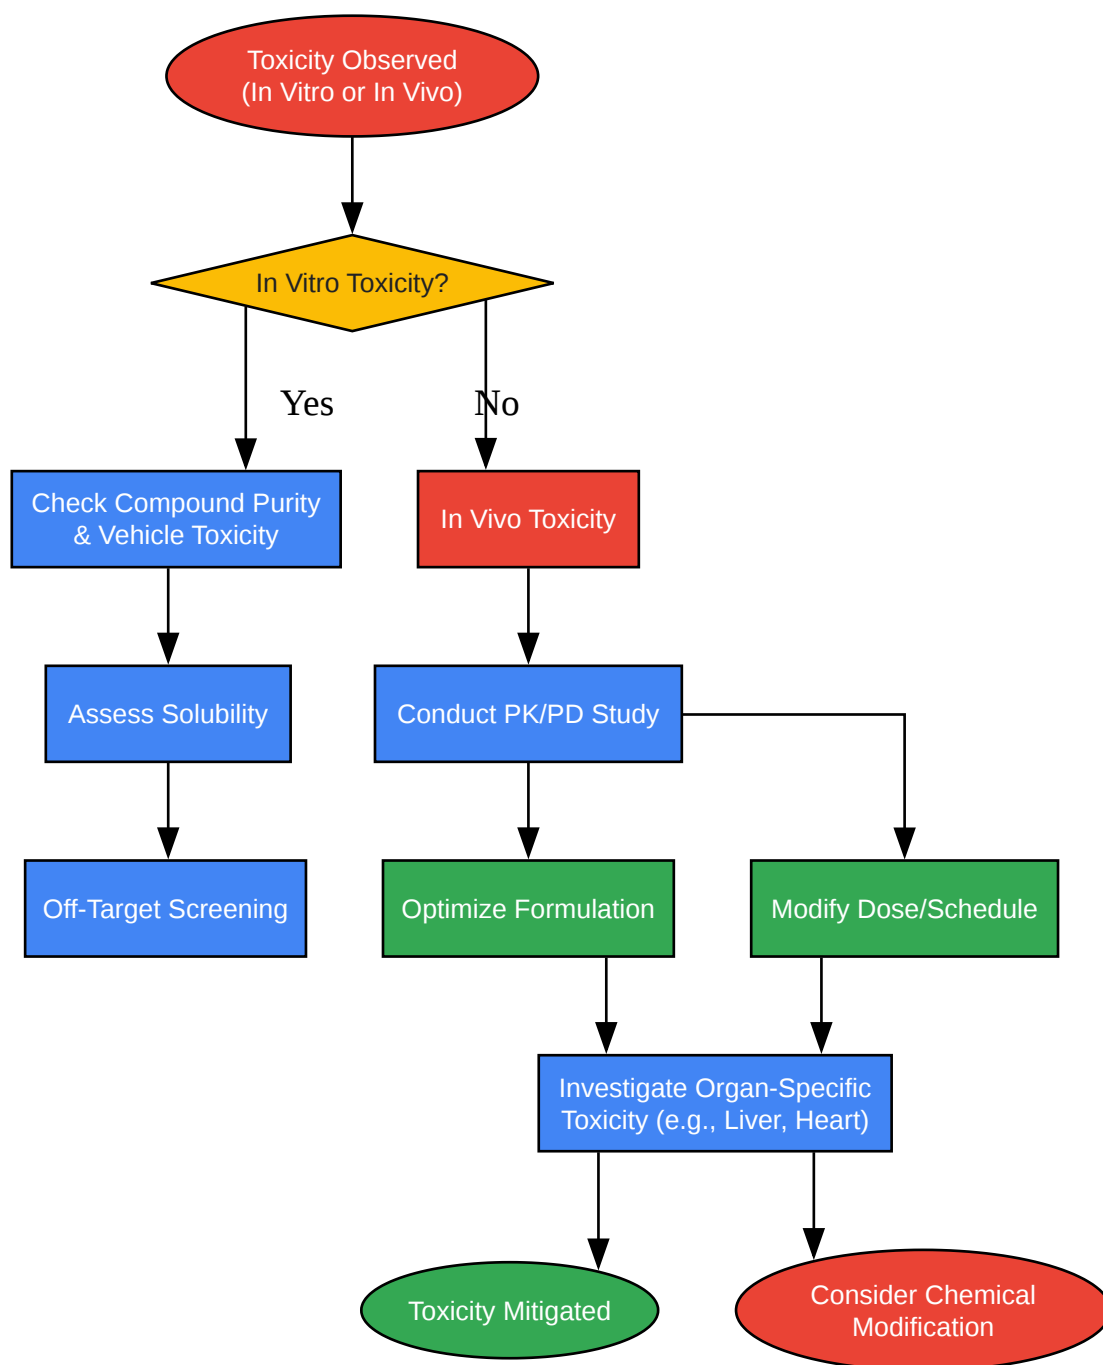 Toxicity Observed
(In Vitro or In Vivo)
In Vitro Toxicity?
Yes
No
Check Compound Purity
& Vehicle Toxicity
In Vivo Toxicity
Assess Solubility
Conduct PK/PD Study
Off-Target Screening
Optimize Formulation
Modify Dose/Schedule
Investigate Organ-Specific
Toxicity (e.g., Liver, Heart)
Toxicity Mitigated
Consider Chemical
Modification